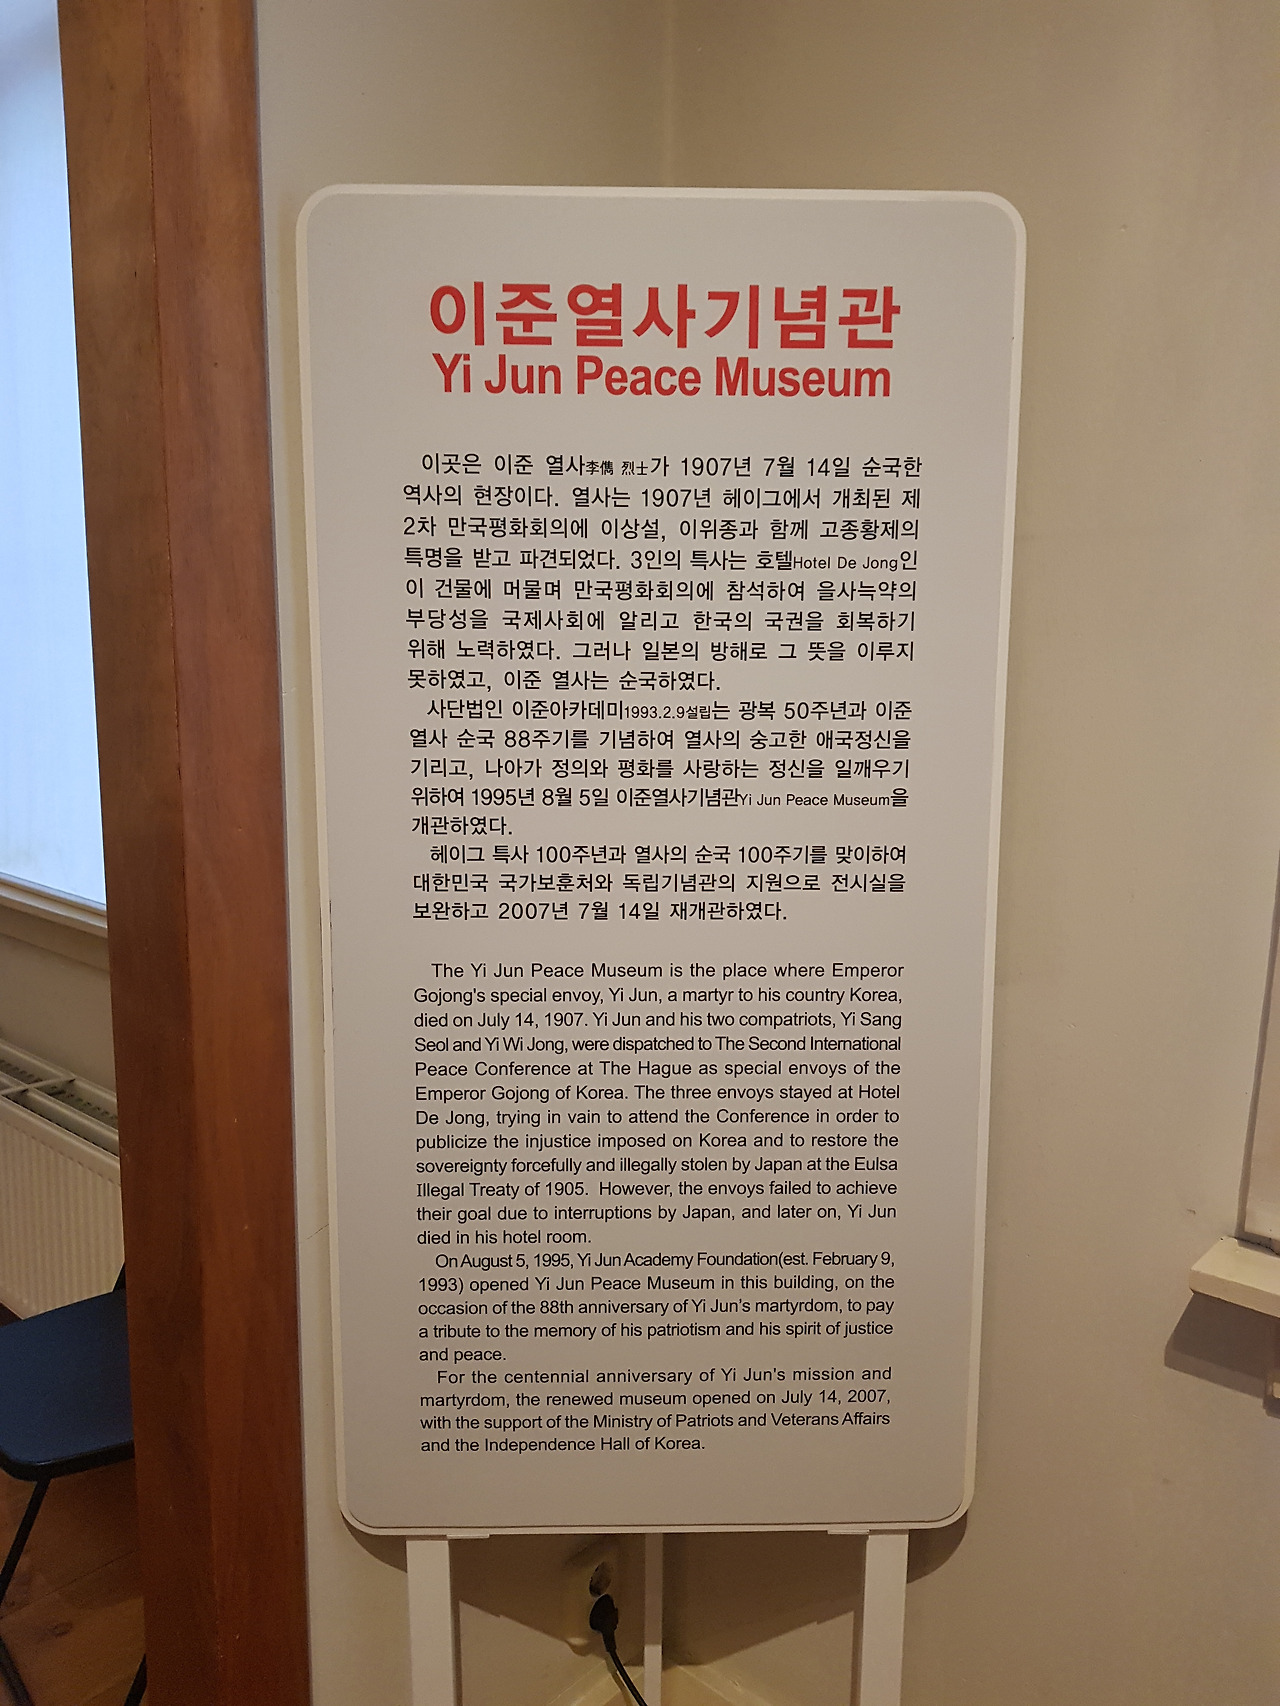 이준열사기념관
Yi Jun Peace Museum
이곳은 이준 열사李儁 烈士가 1907년 7월 14일 순국한
역사의 현장이다. 열사는 1907년 헤이그에서 개최된 제
2차 만국평화회의에 이상설, 이위종과 함께 고종황제의
특명을 받고 파견되었다. 3인의 특사는 호텔Hotel De Jong인
이 건물에 머물며 만국평화회의에 참석하여 을사늑약의
부당성을 국제사회에 알리고 한국의 국권을 회복하기
위해 노력하였다. 그러나 일본의 방해로 그 뜻을 이루지
못하였고, 이준 열사는 순국하였다.
사단법인 이준아카데미1993.2.9설립는 광복 50주년과 이준
열사 순국 88주기를 기념하여 열사의 숭고한 애국정신을
기리고, 나아가 정의와 평화를 사랑하는 정신을 일깨우기
위하여 1995년 8월 5일 이준열사기념관Yi Jun Peace Museum을
개관하였다.
헤이그 특사 100주년과 열사의 순국 100주기를 맞이하여
대한민국 국가보훈처와 독립기념관의 지원으로 전시실을
보완하고 2007년 7월 14일 재개관하였다.
The Yi Jun Peace Museum is the place where Emperor
Gojong's special envoy, Yi Jun, a martyr to his country Korea,
died on July 14, 1907. Yi Jun and his two compatriots, Yi Sang
Seol and Yi Wi Jong, were dispatched to The Second International
Peace Conference at The Hague as special envoys of the
Emperor Gojong of Korea. The three envoys stayed at Hotel
De Jong, trying in vain to attend the Conference in order to
publicize the injustice imposed on Korea and to restore the
sovereignty forcefully and illegally stolen by Japan at the Eulsa
Illegal Treaty of 1905. However, the envoys failed to achieve
their goal due to interruptions by Japan, and later on, Yi Jun
died in his hotel room.
On August 5, 1995, Yi Jun Academy Foundation(est. February 9,
1993) opened Yi Jun Peace Museum in this building, on the
occasion of the 88th anniversary of Yi Jun's martyrdom, to pay
a tribute to the memory of his patriotism and his spirit of justice
and peace.
For the centennial anniversary of Yi Jun's mission and
martyrdom, the renewed museum opened on July 14, 2007,
with the support of the Ministry of Patriots and Veterans Affairs
and the Independence Hall of Korea.